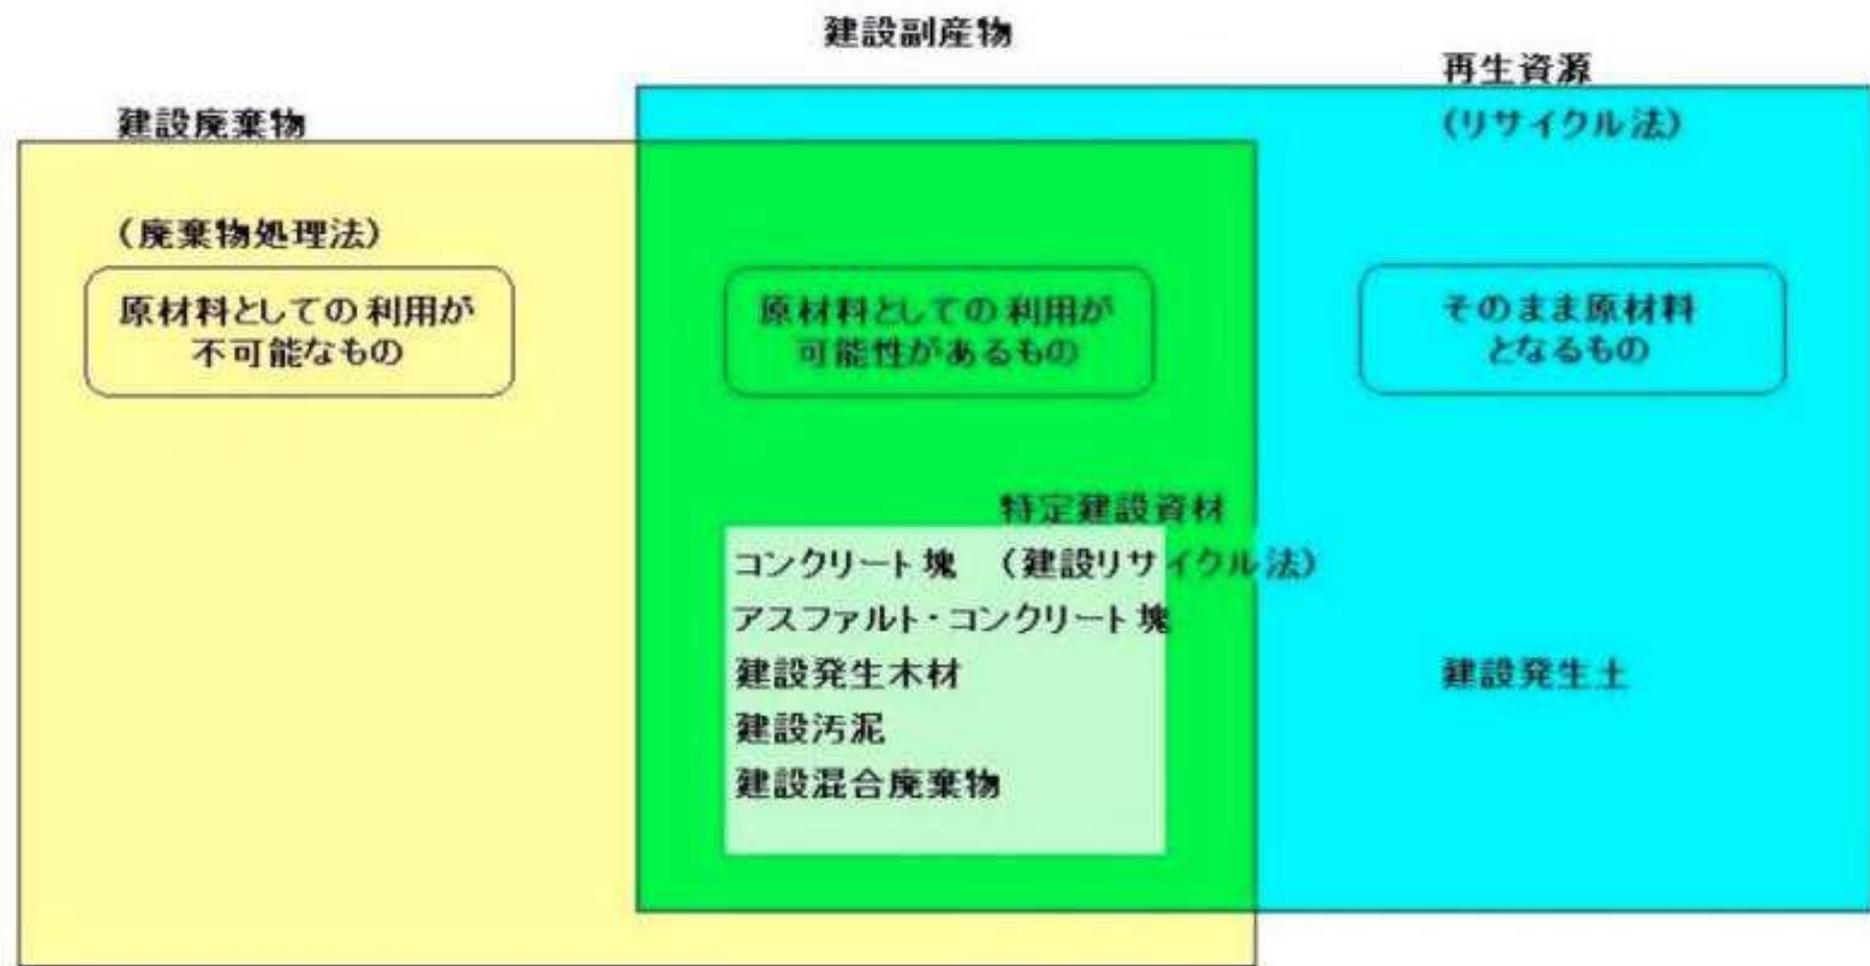 建設副産物
再生資源
(リサイクル法)
建設廃棄物
(廃棄物処理法)
原材料としての利用が
不可能なもの
原材料としての利用が
可能性があるもの
そのまま原材料
となるもの
特定建設資材
コンクリート塊 (建設リサイクル法)
アスファルト・コンクリート塊
建設発生木材
建設汚泥
建設混合廃棄物
建設発生土